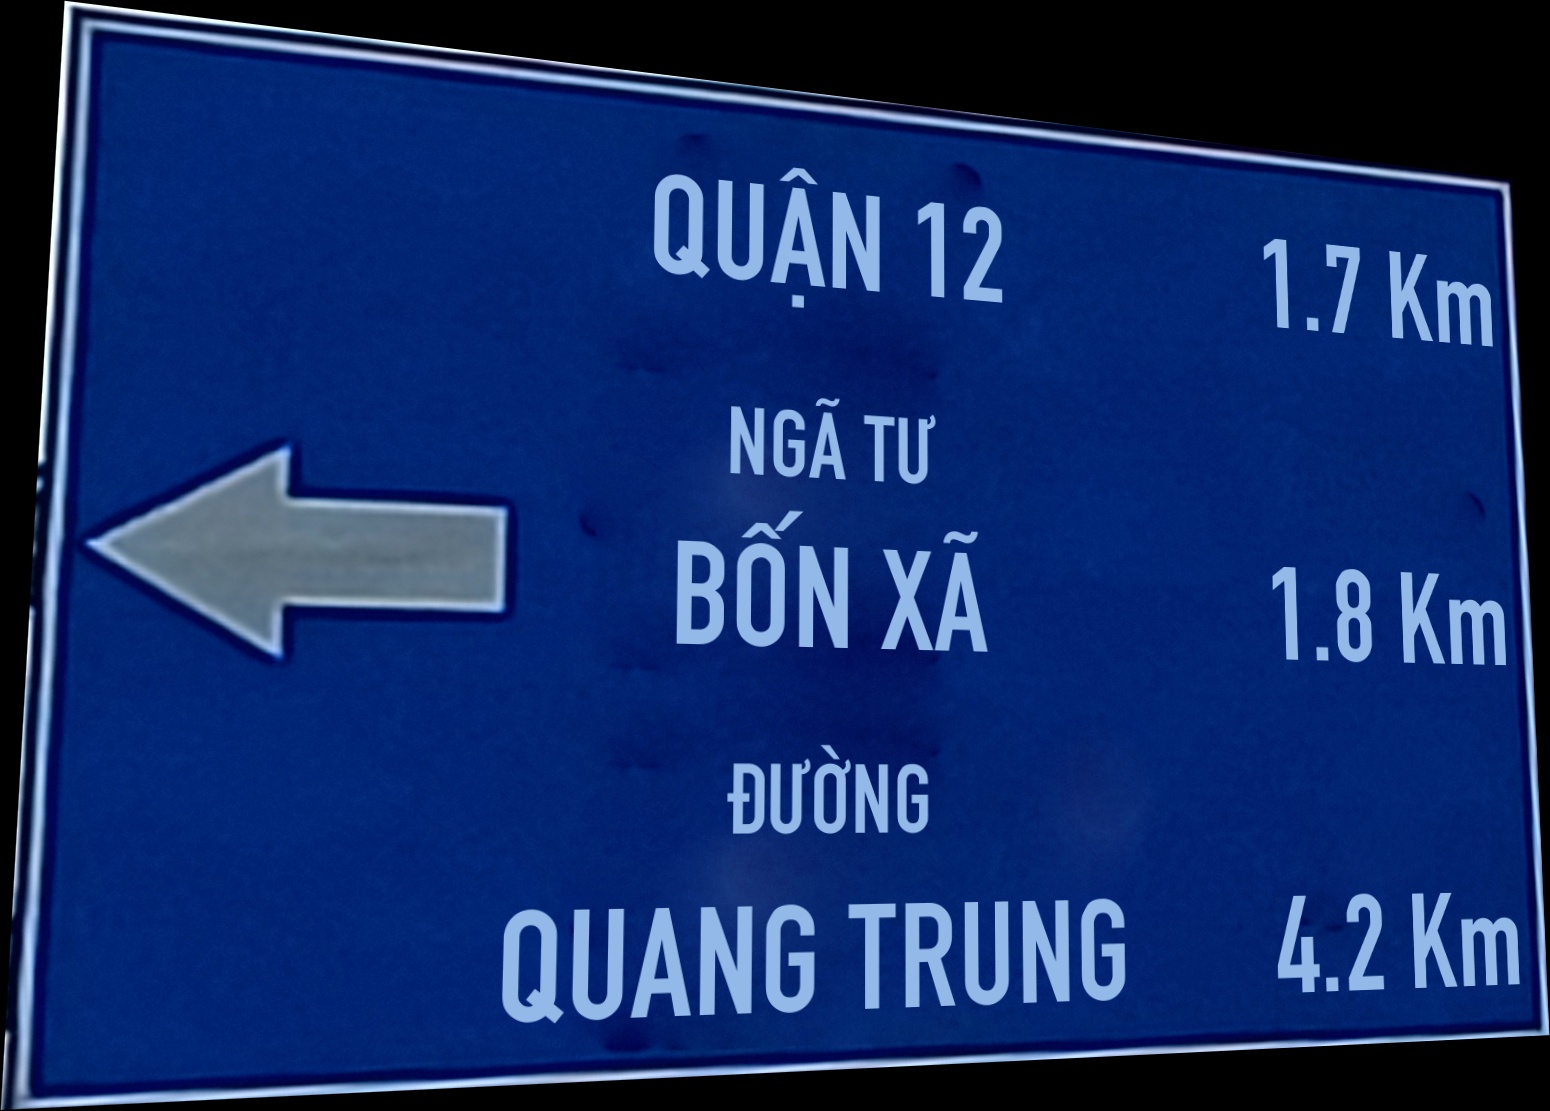 QUẬN 12 1.7 Km
NGÃ TƯ
BỐN XÃ 1.8 Km
ĐƯỜNG
QUANG TRUNG 4.2 Km